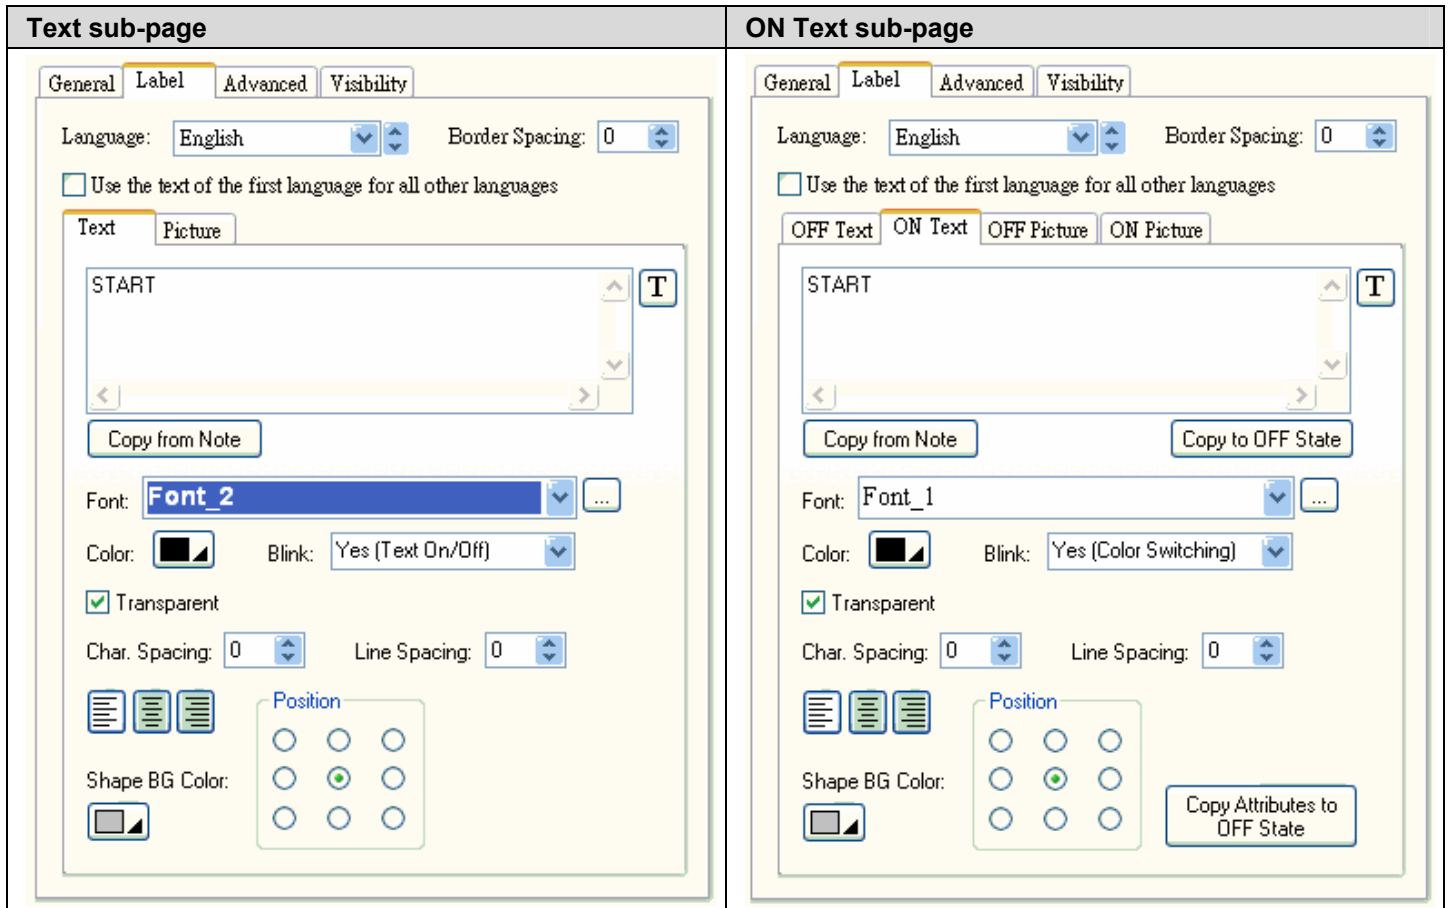 Text sub-page
General Label Advanced Visibility
Language: English Border Spacing: 0
Use the text of the first language for all other languages
Text Picture
START
T
Copy from Note
Font: Font_2 ...
Color: Blink: Yes (Text On/Off)
Transparent
Char. Spacing: 0 Line Spacing: 0
Position
Shape BG Color:
ON Text sub-page
General Label Advanced Visibility
Language: English Border Spacing: 0
Use the text of the first language for all other languages
OFF Text ON Text OFF Picture ON Picture
START
T
Copy from Note Copy to OFF State
Font: Font_1 ...
Color: Blink: Yes (Color Switching)
Transparent
Char. Spacing: 0 Line Spacing: 0
Position
Shape BG Color:
Copy Attributes to
OFF State